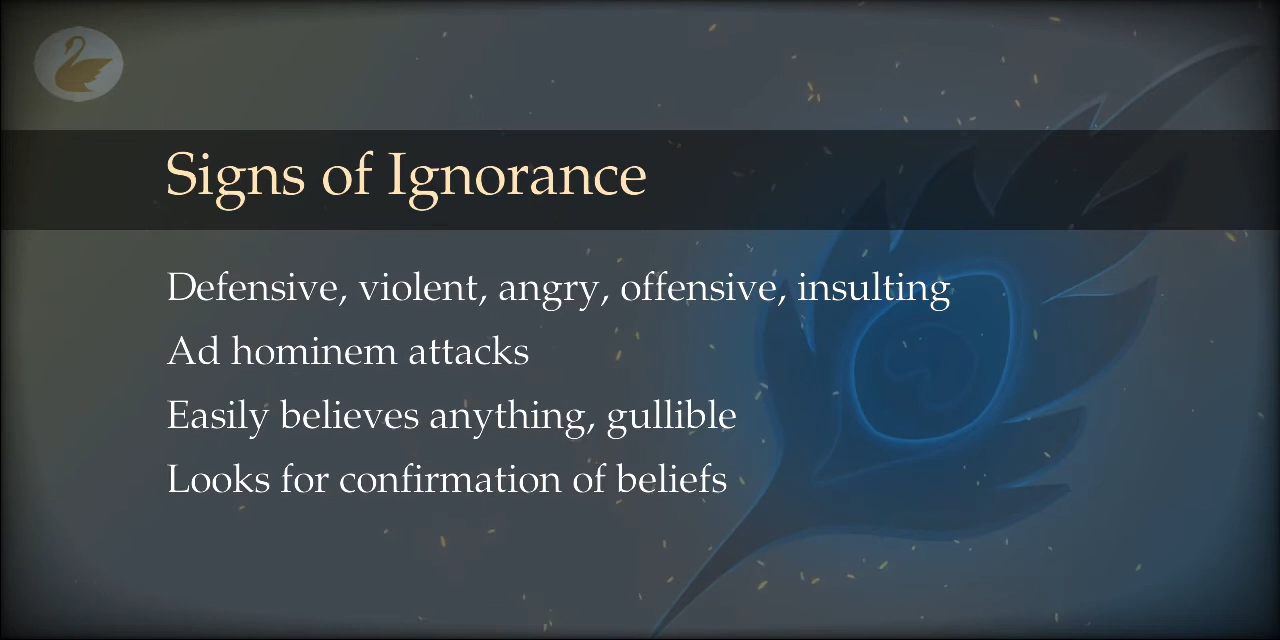 Signs of Ignorance
Defensive, violent, angry, offensive, insulting
Ad hominem attacks
Easily believes anything, gullible
Looks for confirmation of beliefs